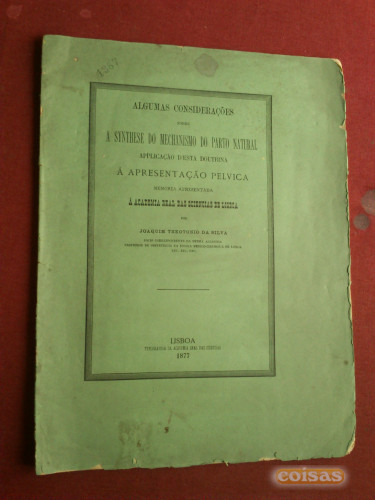 1387
ALGUMAS CONSIDERAÇÕES
SOBRE
A SYNTHESE DO MECHANISMO DO PARTO NATURAL
APPLICAÇÃO D'ESTA DOUTRINA
Á APRESENTAÇÃO PELVICA
MEMORIA APRESENTADA
Á ACADEMIA REAL DAS SCIENCIAS DE LISBOA
POR
JOAQUIM THEOTONIO DA SILVA
LISBOA
TYPOGRAPHIA DA ACADEMIA REAL DAS SCIENCIAS
1877
coisas